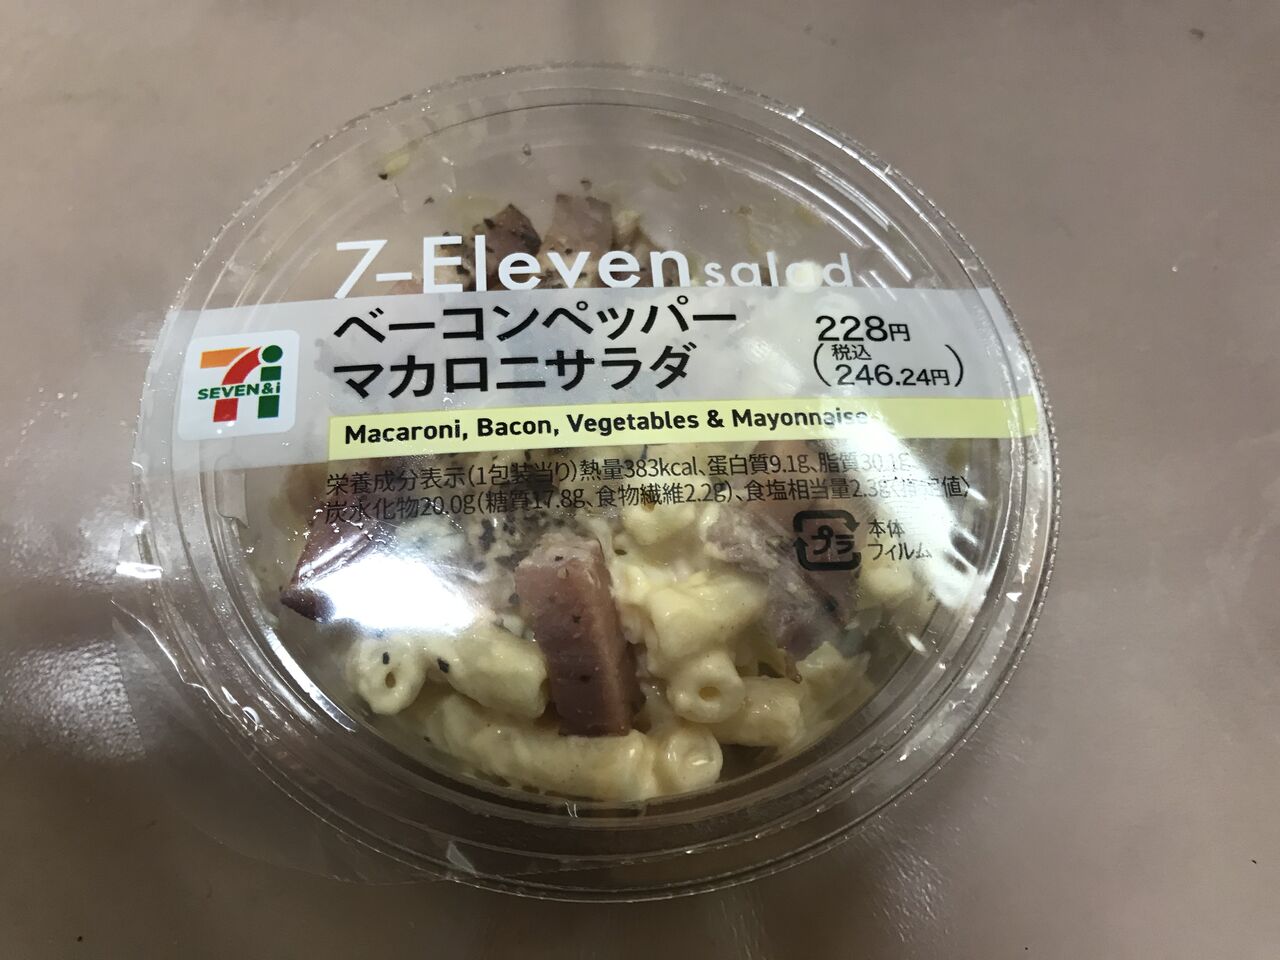 7-Eleven salad
ベーコンペッパー
マカロニサラダ
228円
(税込
246.24円)
SEVEN&i
Macaroni, Bacon, Vegetables & Mayonnaise
栄養成分表示(1包装当り)熱量383kcal、蛋白質9.1g、脂質30.1g、
炭水化物20.0g(糖質17.8g、食物繊維2.2g)、食塩相当量2.3g(推定値)
プラ
本体
フィルム